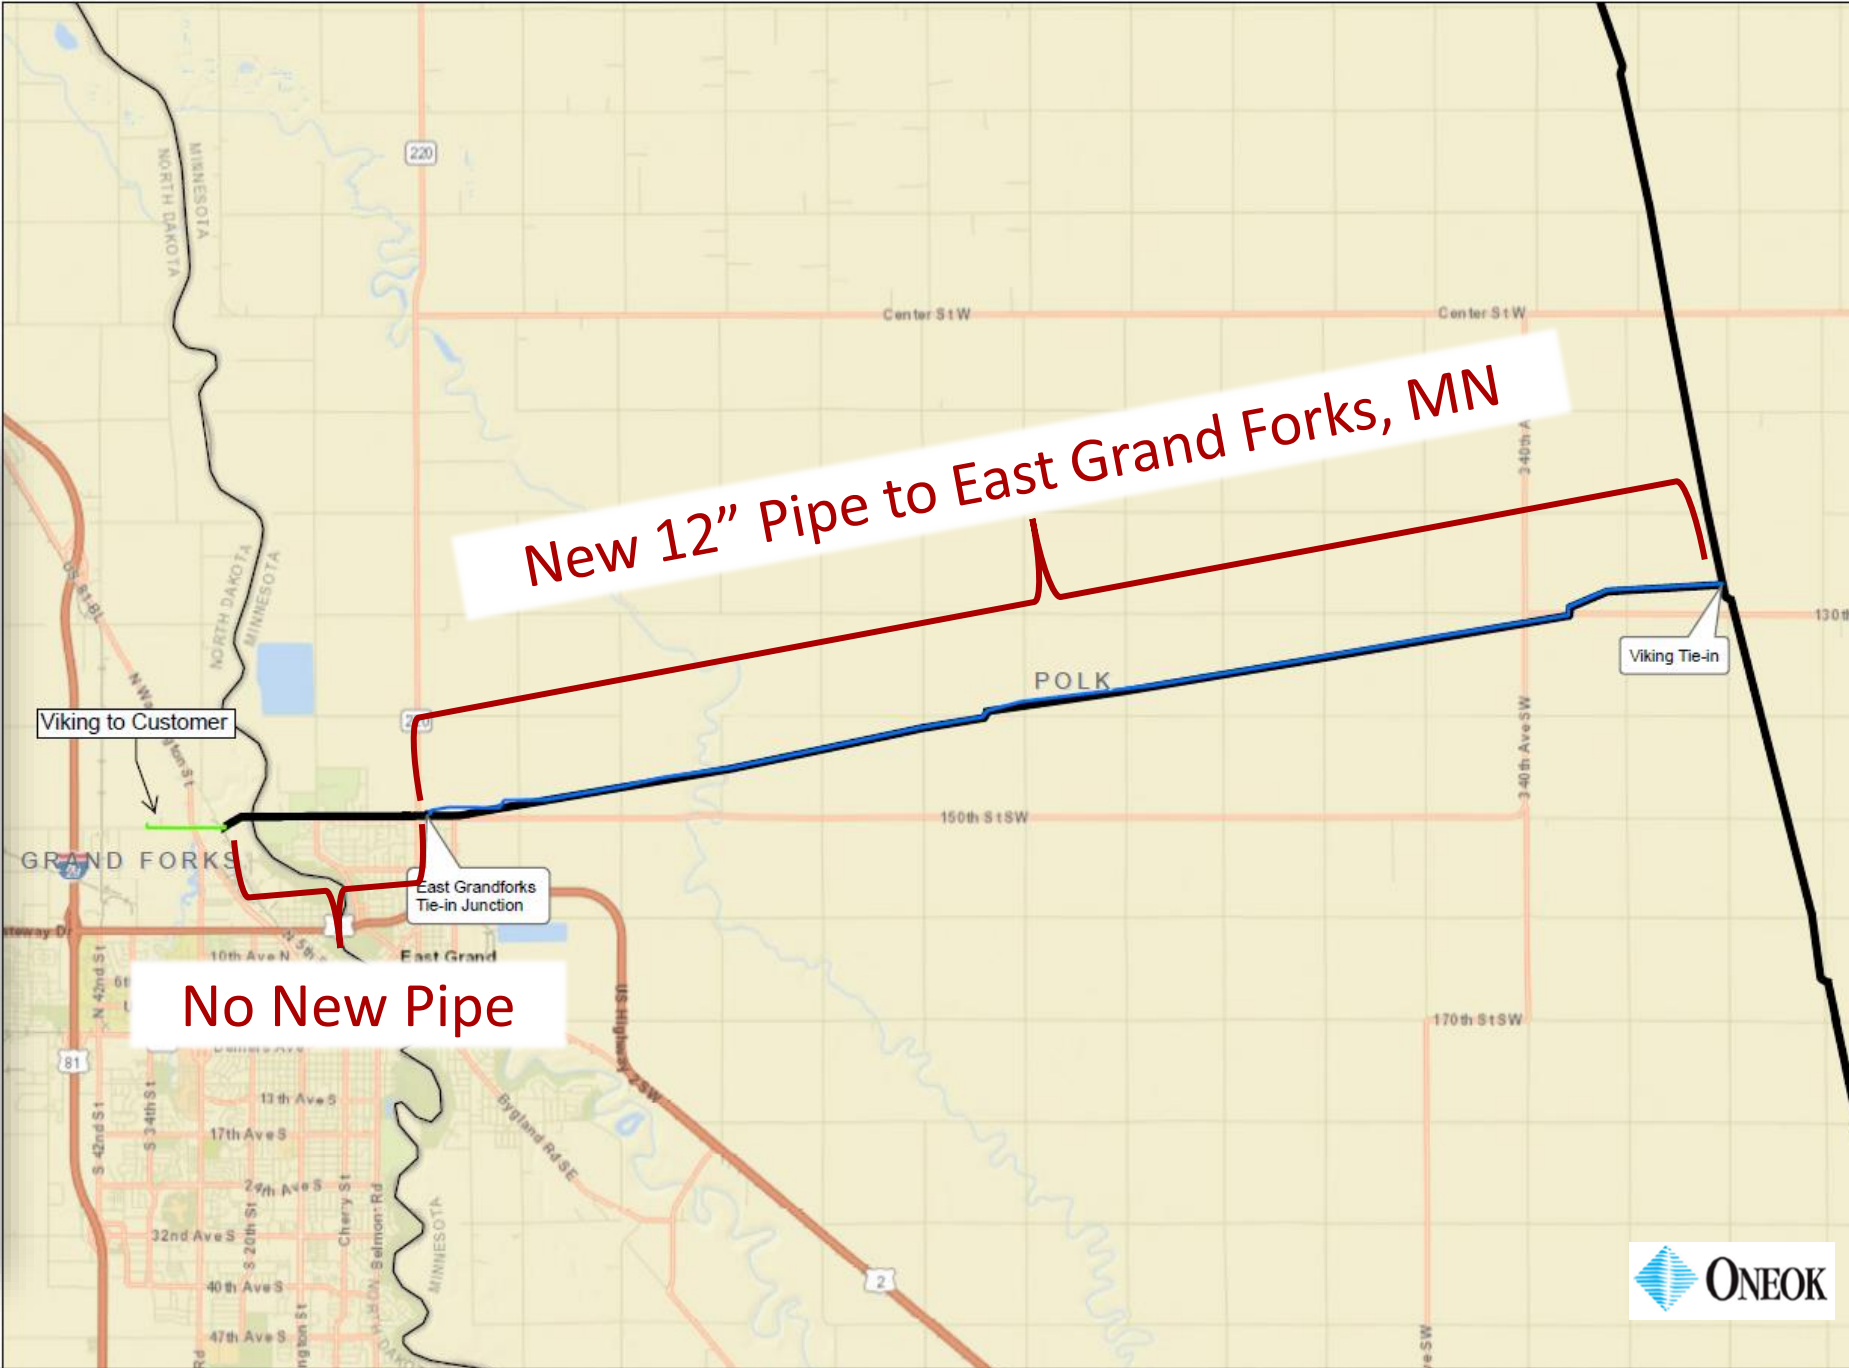 NORTH DAKOTA
MINNESOTA
220
Center St W
Center St W
New 12” Pipe to East Grand Forks, MN
340th A
US 81 BL
NORTH DAKOTA
MINNESOTA
130th
Viking Tie-in
POLK
Viking to Customer
340th Ave SW
150th St SW
GRAND FORKS
East Grandforks
Tie-in Junction
10th Ave N
East Grand
N 42nd St
No New Pipe
170th St SW
US Highway 2 SW
81
13th Ave S
17th Ave S
S 42nd St
S 34th St
Bygland Rd SE
24th Ave S
S 20th St
Cherry St
Belmont Rd
32nd Ave S
MINNESOTA
40th Ave S
2
ONEOK
47th Ave S